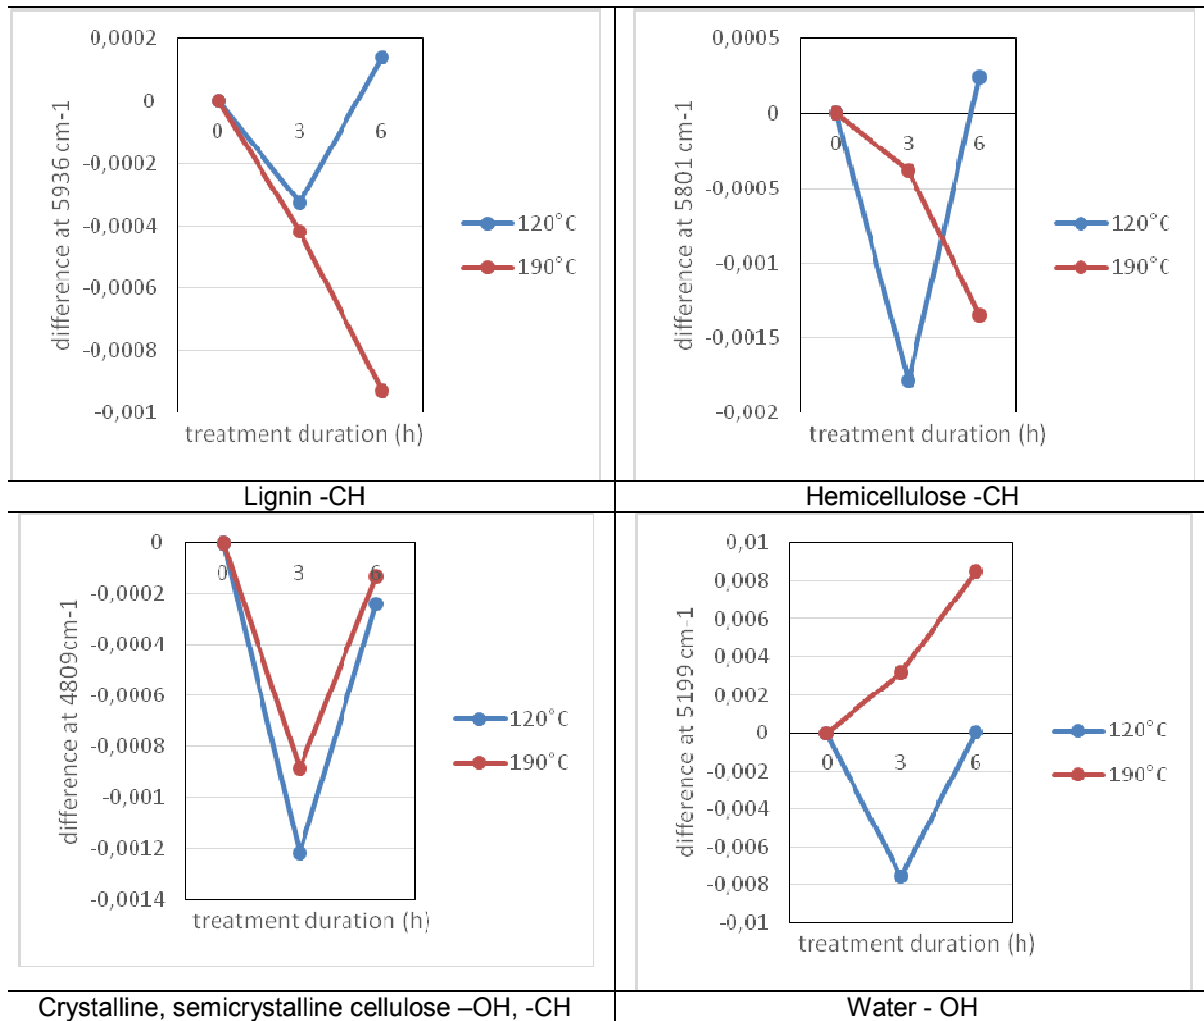 0,0002
0
-0,0002
-0,0004
-0,0006
-0,0008
-0,001
difference at 5936 cm-1
0 3 6
treatment duration (h)
120°C
190°C
Lignin -CH
0,0005
0
-0,0005
-0,001
-0,0015
-0,002
difference at 5801 cm-1
0 3 6
treatment duration (h)
120°C
190°C
Hemicellulose -CH
0
-0,0002
-0,0004
-0,0006
-0,0008
-0,001
-0,0012
-0,0014
difference at 4809cm-1
0 3 6
treatment duration (h)
120°C
190°C
Crystalline, semicrystalline cellulose –OH, -CH
0,01
0,008
0,006
0,004
0,002
0
-0,002
-0,004
-0,006
-0,008
-0,01
difference at 5199 cm-1
0 3 6
treatment duration (h)
120°C
190°C
Water - OH